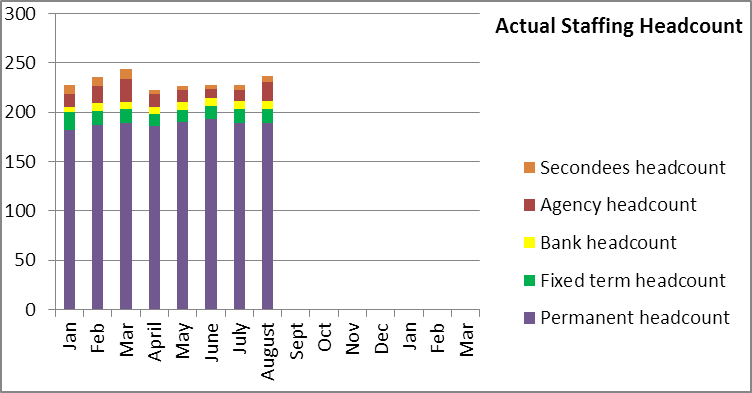 Actual Staffing Headcount
300
250
200
150
100
50
0
Jan
Feb
Mar
April
May
June
July
August
Sept
Oct
Nov
Dec
Jan
Feb
Mar
Secondees headcount
Agency headcount
Bank headcount
Fixed term headcount
Permanent headcount